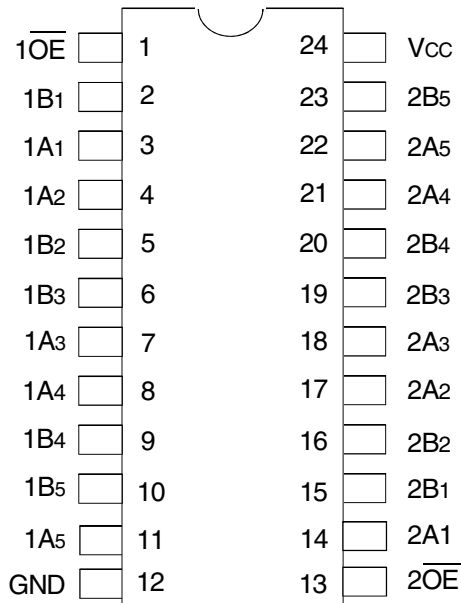 1O̅E̅ 1 24 VCC
1B1 2 23 2B5
1A1 3 22 2A5
1A2 4 21 2A4
1B2 5 20 2B4
1B3 6 19 2B3
1A3 7 18 2A3
1A4 8 17 2A2
1B4 9 16 2B2
1B5 10 15 2B1
1A5 11 14 2A1
GND 12 13 2O̅E̅